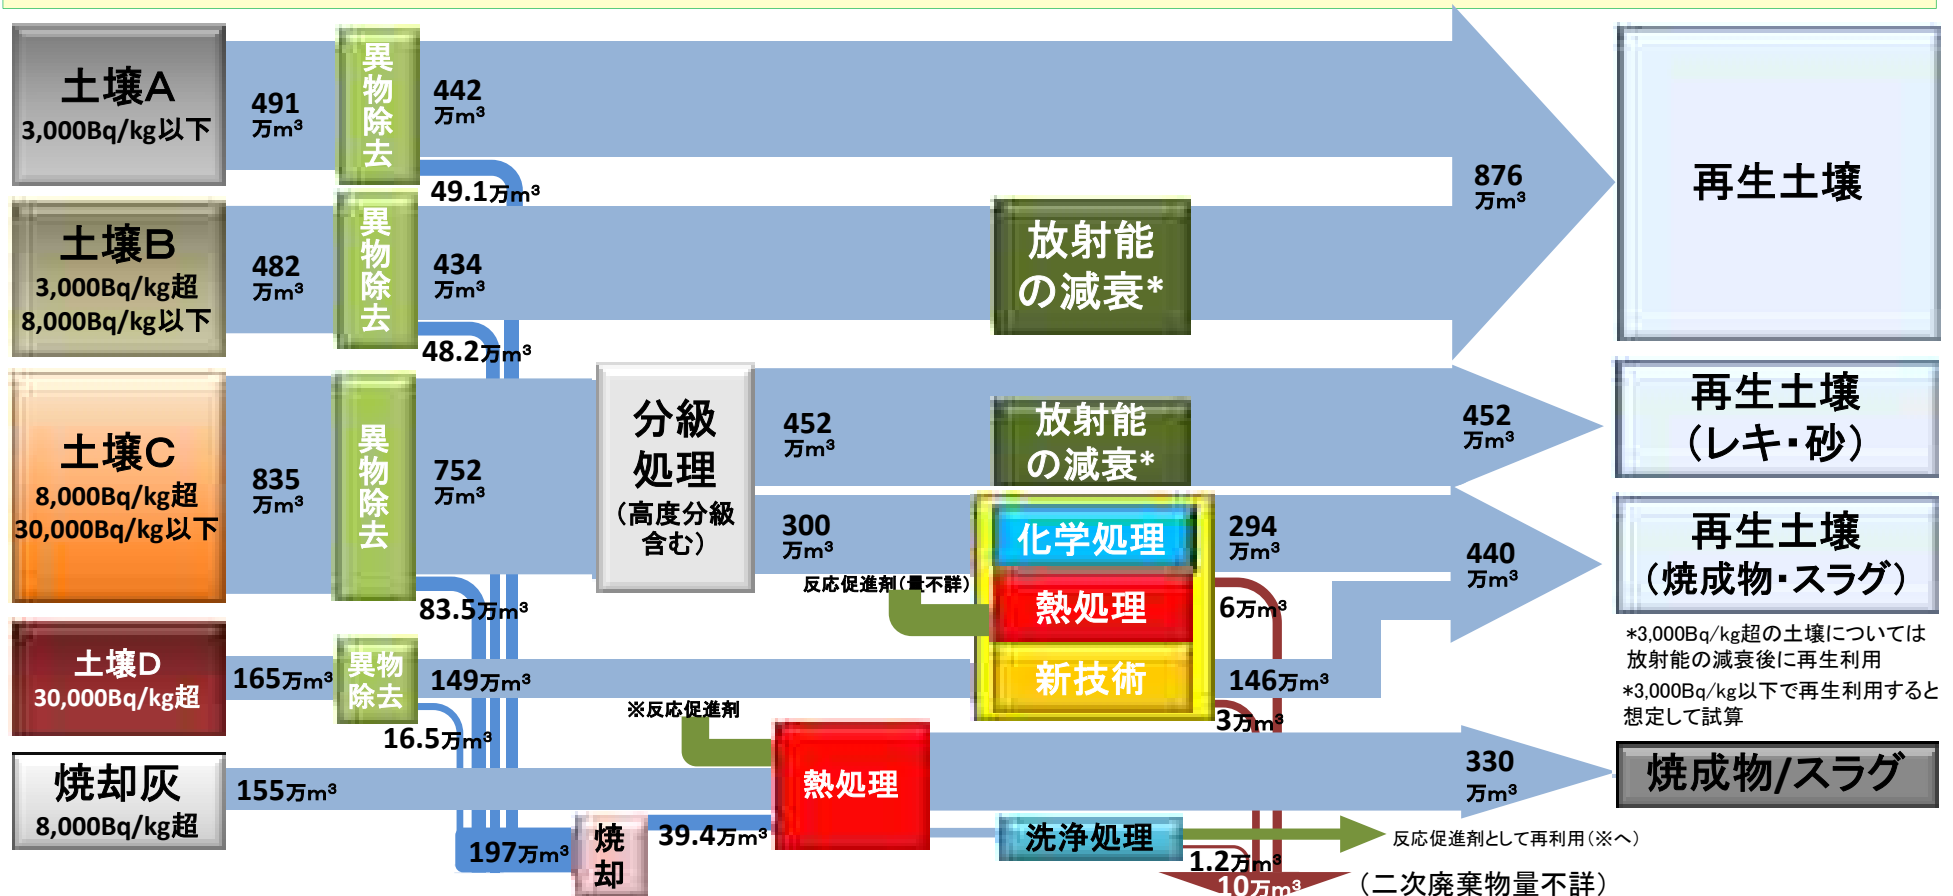 土壌A
3,000Bq/kg以下
491
万m³
異物除去
442
万m³
49.1万m³
876
万m³
再生土壌
土壌B
3,000Bq/kg超
8,000Bq/kg以下
482
万m³
異物除去
434
万m³
48.2万m³
放射能
の減衰*
土壌C
8,000Bq/kg超
30,000Bq/kg以下
835
万m³
異物除去
752
万m³
83.5万m³
分級
処理
(高度分級
含む)
452
万m³
放射能
の減衰*
452
万m³
再生土壌
(レキ・砂)
300
万m³
反応促進剤(量不詳)
化学処理
熱処理
新技術
294
万m³
6万m³
440
万m³
再生土壌
(焼成物・スラグ)
土壌D
30,000Bq/kg超
165万m³
異物
除去
149万m³
16.5万m³
146万m³
3万m³
*3,000Bq/kg超の土壌については
放射能の減衰後に再生利用
*3,000Bq/kg以下で再生利用すると
想定して試算
※反応促進剤
焼却灰
8,000Bq/kg超
155万m³
熱処理
330
万m³
焼成物/スラグ
197万m³
焼
却
39.4万m³
洗浄処理
反応促進剤として再利用(※へ)
1.2万m³
10万m³
(二次廃棄物量不詳)